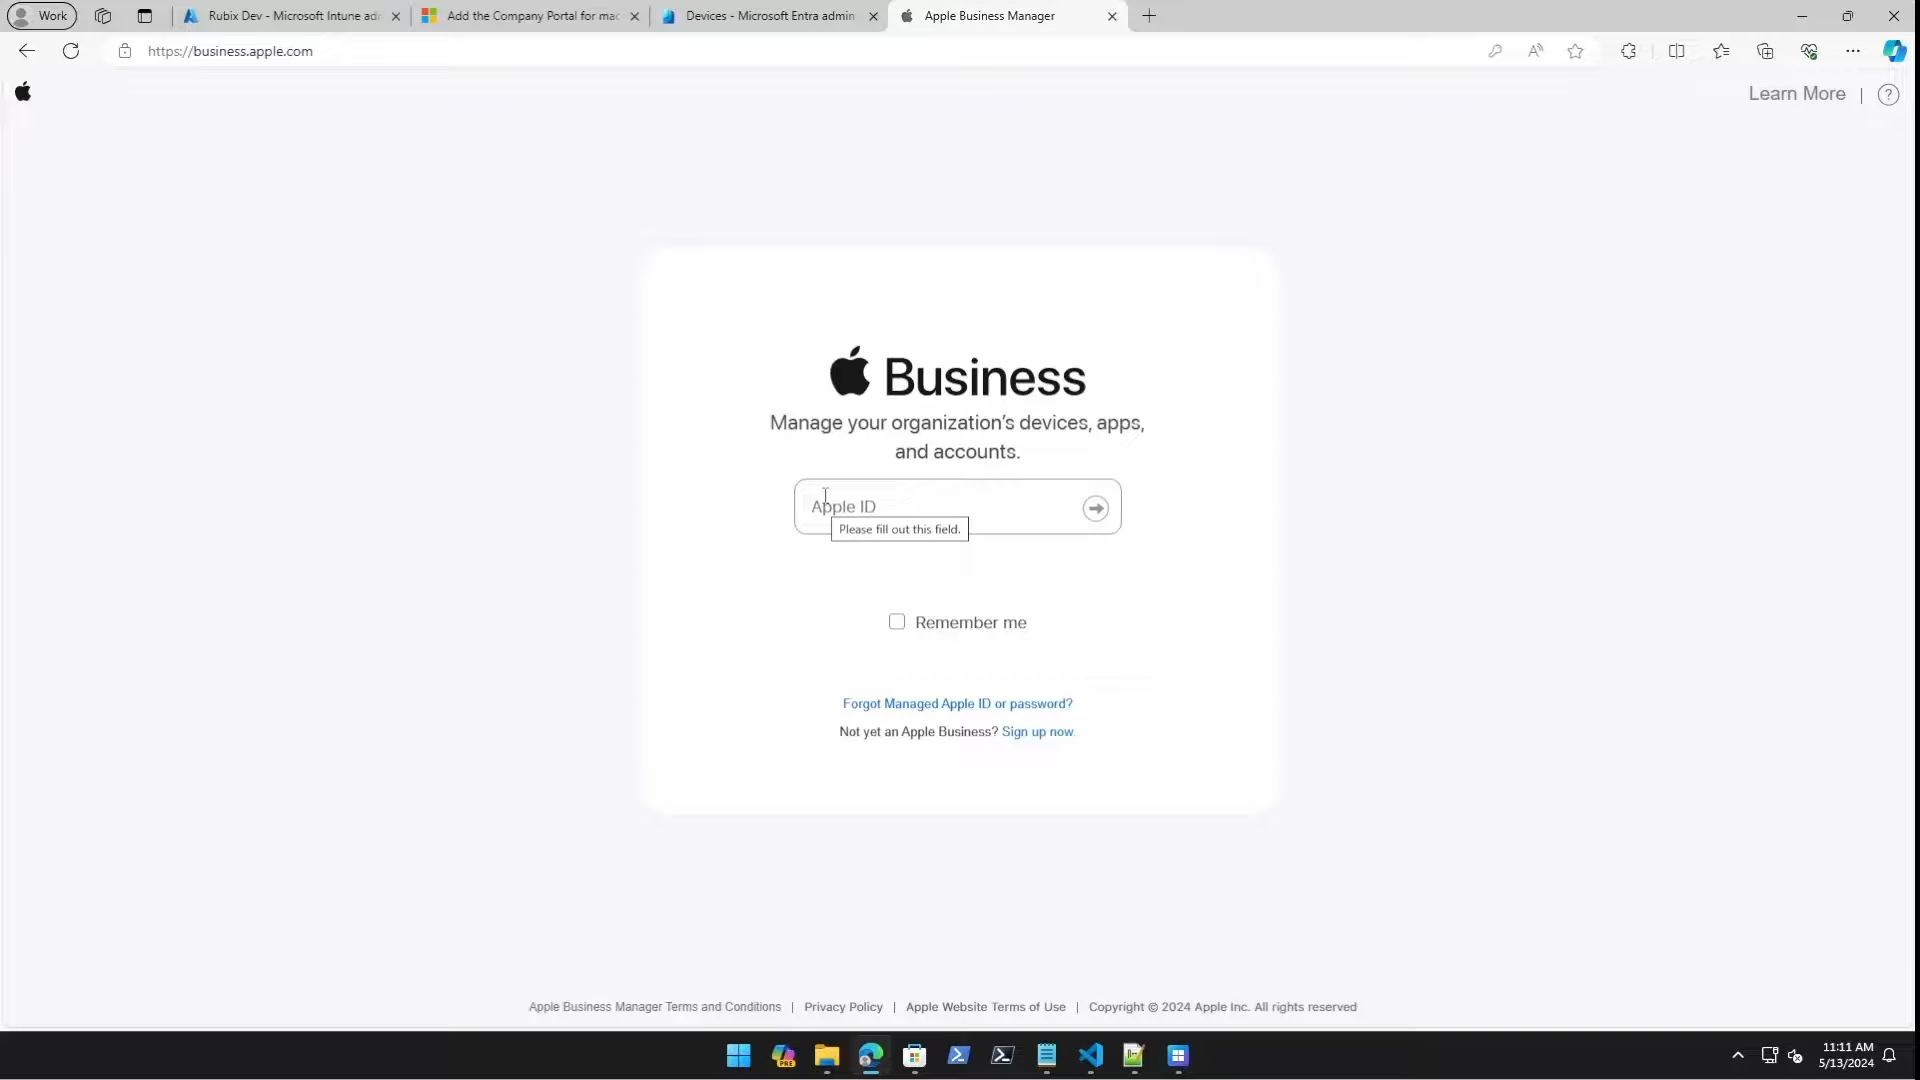 Work
Rubix Dev - Microsoft Intune adm
Add the Company Portal for mac
Devices - Microsoft Entra admin
Apple Business Manager
https://business.apple.com
Learn More | ?
Business
Manage your organization's devices, apps,
and accounts.
Apple ID
Please fill out this field.
Remember me
Forgot Managed Apple ID or password?
Not yet an Apple Business? Sign up now.
Apple Business Manager Terms and Conditions | Privacy Policy | Apple Website Terms of Use | Copyright © 2024 Apple Inc. All rights reserved
PRE
11:11 AM
5/13/2024